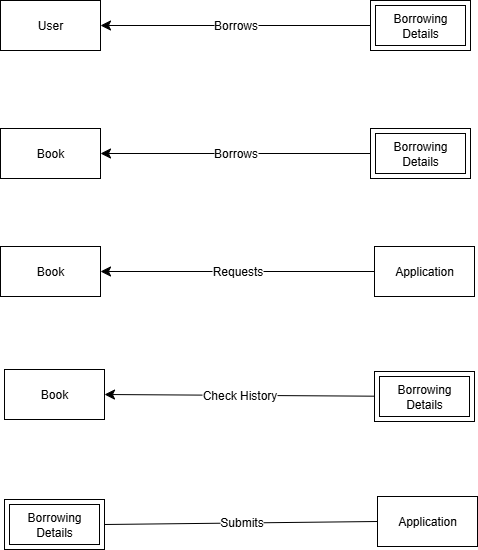 User Borrows Borrowing
Details
Book Borrows Borrowing
Details
Book Requests Application
Book Check History Borrowing
Details
Borrowing
Details Submits Application